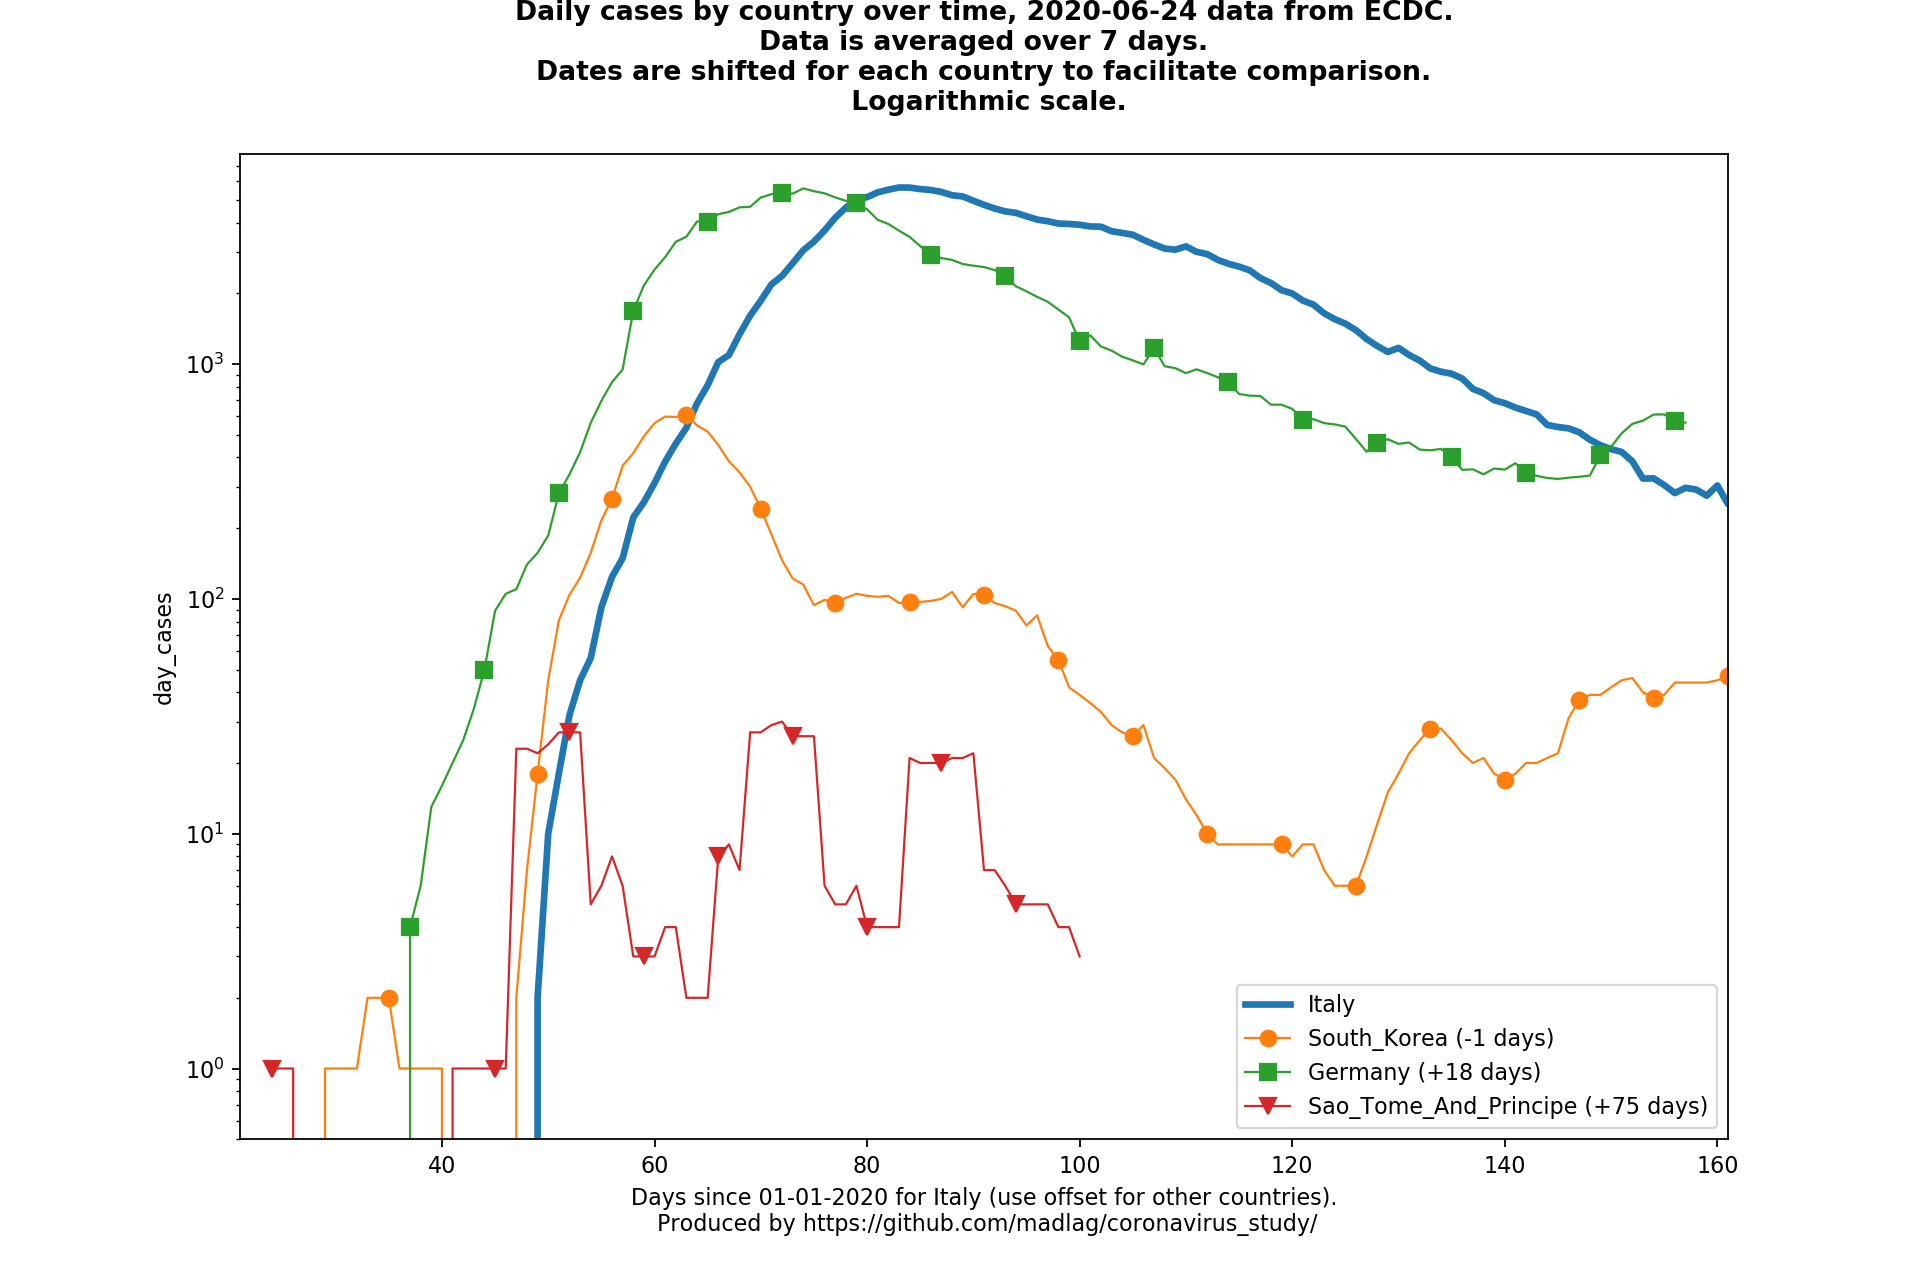 Daily cases by country over time, 2020-06-24 data from ECDC.
Data is averaged over 7 days.
Dates are shifted for each country to facilitate comparison.
Logarithmic scale.
day_cases
10³
10²
10¹
10⁰
Italy
South_Korea (-1 days)
Germany (+18 days)
Sao_Tome_And_Principe (+75 days)
40 60 80 100 120 140 160
Days since 01-01-2020 for Italy (use offset for other countries).
Produced by https://github.com/madlag/coronavirus_study/